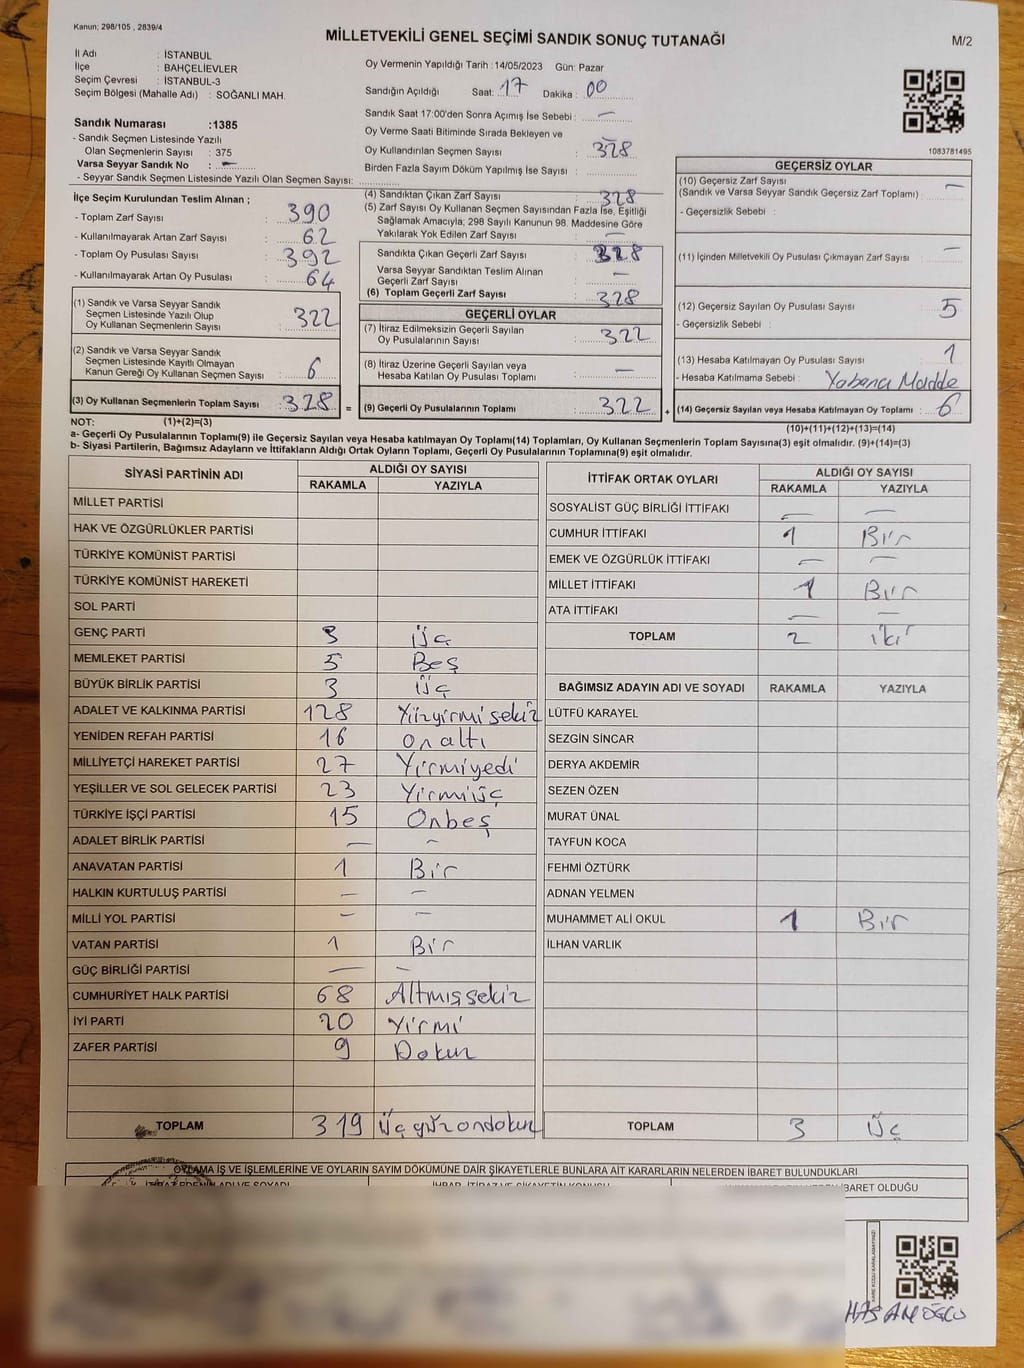 Kanun; 298/105 , 2839/4
MİLLETVEKİLİ GENEL SEÇİMİ SANDIK SONUÇ TUTANAĞI
M/2
İl Adı : İSTANBUL
İlçe : BAHÇELİEVLER
Seçim Çevresi : İSTANBUL-3
Seçim Bölgesi (Mahalle Adı) : SOĞANLI MAH.
Sandık Numarası :1385
- Sandık Seçmen Listesinde Yazılı
Olan Seçmenlerin Sayısı : 375
Varsa Seyyar Sandık No : –
- Seyyar Sandık Seçmen Listesinde Yazılı Olan Seçmen Sayısı:
Oy Vermenin Yapıldığı Tarih :14/05/2023 Gün: Pazar
Sandığın Açıldığı Saat: 17 Dakika : 00
Sandık Saat 17:00'den Sonra Açımış İse Sebebi : –
Oy Verme Saati Bitiminde Sırada Bekleyen ve
Oy Kullandırılan Seçmen Sayısı : 328
Birden Fazla Sayım Döküm Yapılmış İse Sayısı :
1083781495
İlçe Seçim Kurulundan Teslim Alınan ;
- Toplam Zarf Sayısı : 390
- Kullanılmayarak Artan Zarf Sayısı : 62
- Toplam Oy Pusulası Sayısı : 392
- Kullanılmayarak Artan Oy Pusulası : 64
(1) Sandık ve Varsa Seyyar Sandık
Seçmen Listesinde Yazılı Olup
Oy Kullanan Seçmenlerin Sayısı : 322
(2) Sandık ve Varsa Seyyar Sandık
Seçmen Listesinde Kayıtlı Olmayan
Kanun Gereği Oy Kullanan Seçmen Sayısı : 6
(3) Oy Kullanan Seçmenlerin Toplam Sayısı : 328
(4) Sandıktan Çıkan Zarf Sayısı : 328
(5) Zarf Sayısı Oy Kullanan Seçmen Sayısından Fazla İse, Eşitliği
Sağlamak Amacıyla; 298 Sayılı Kanunun 98. Maddesine Göre
Yakılarak Yok Edilen Zarf Sayısı : –
Sandıkta Çıkan Geçerli Zarf Sayısı : 328
Varsa Seyyar Sandıktan Teslim Alınan
Geçerli Zarf Sayısı : –
(6) Toplam Geçerli Zarf Sayısı : 328
GEÇERLİ OYLAR
(7) İtiraz Edilmeksizin Geçerli Sayılan
Oy Pusulalarının Sayısı : 322
(8) İtiraz Üzerine Geçerli Sayılan veya
Hesaba Katılan Oy Pusulası Toplamı : –
= (9) Geçerli Oy Pusulalarının Toplamı : 322
GEÇERSİZ OYLAR
(10) Geçersiz Zarf Sayısı
(Sandık ve Varsa Seyyar Sandık Geçersiz Zarf Toplamı) : –
- Geçersizlik Sebebi :
(11) İçinden Milletvekili Oy Pusulası Çıkmayan Zarf Sayısı : –
(12) Geçersiz Sayılan Oy Pusulası Sayısı : 5
- Geçersizlik Sebebi :
(13) Hesaba Katılmayan Oy Pusulası Sayısı : 1
- Hesaba Katılmama Sebebi : Yabancı Madde
+ (14) Geçersiz Sayılan veya Hesaba Katılmayan Oy Toplamı : 6
NOT: (1)+(2)=(3) (10)+(11)+(12)+(13)=(14)
a- Geçerli Oy Pusulalarının Toplamı(9) ile Geçersiz Sayılan veya Hesaba katılmayan Oy Toplamı(14) Toplamları, Oy Kullanan Seçmenlerin Toplam Sayısına(3) eşit olmalıdır. (9)+(14)=(3)
b- Siyasi Partilerin, Bağımsız Adayların ve İttifakların Aldığı Ortak Oyların Toplamı, Geçerli Oy Pusulalarının Toplamına(9) eşit olmalıdır.
SİYASİ PARTİNİN ADI ALDIĞI OY SAYISI
RAKAMLA YAZIYLA
MİLLET PARTİSİ
HAK VE ÖZGÜRLÜKLER PARTİSİ
TÜRKİYE KOMÜNİST PARTİSİ
TÜRKİYE KOMÜNİST HAREKETİ
SOL PARTİ
GENÇ PARTİ 3 Üç
MEMLEKET PARTİSİ 5 Beş
BÜYÜK BİRLİK PARTİSİ 3 Üç
ADALET VE KALKINMA PARTİSİ 128 Yüzyirmi sekiz
YENİDEN REFAH PARTİSİ 16 on altı
MİLLİYETÇİ HAREKET PARTİSİ 27 Yirmiyedi
YEŞİLLER VE SOL GELECEK PARTİSİ 23 Yirmiüç
TÜRKİYE İŞÇİ PARTİSİ 15 Onbeş
ADALET BİRLİK PARTİSİ – –
ANAVATAN PARTİSİ 1 Bir
HALKIN KURTULUŞ PARTİSİ – –
MİLLİ YOL PARTİSİ – –
VATAN PARTİSİ 1 Bir
GÜÇ BİRLİĞİ PARTİSİ – –
CUMHURİYET HALK PARTİSİ 68 Altmışsekiz
İYİ PARTİ 20 Yirmi
ZAFER PARTİSİ 9 Dokuz
TOPLAM 319 Üçyüzondokuz
İTTİFAK ORTAK OYLARI ALDIĞI OY SAYISI
RAKAMLA YAZIYLA
SOSYALİST GÜÇ BİRLİĞİ İTTİFAKI – –
CUMHUR İTTİFAKI 1 Bir
EMEK VE ÖZGÜRLÜK İTTİFAKI – –
MİLLET İTTİFAKI 1 Bir
ATA İTTİFAKI – –
TOPLAM 2 iki
BAĞIMSIZ ADAYIN ADI VE SOYADI RAKAMLA YAZIYLA
LÜTFÜ KARAYEL
SEZGİN SİNCAR
DERYA AKDEMİR
SEZEN ÖZEN
MURAT ÜNAL
TAYFUN KOCA
FEHMİ ÖZTÜRK
ADNAN YELMEN
MUHAMMET ALİ OKUL 1 Bir
İLHAN VARLIK
TOPLAM 3 Üç
OYLAMA İŞ VE İŞLEMLERİNE VE OYLARIN SAYIM DÖKÜMÜNE DAİR ŞİKAYETLERLE BUNLARA AİT KARARLARIN NELERDEN İBARET BULUNDUKLARI
İBARET OLDUĞU
HASANOĞLU